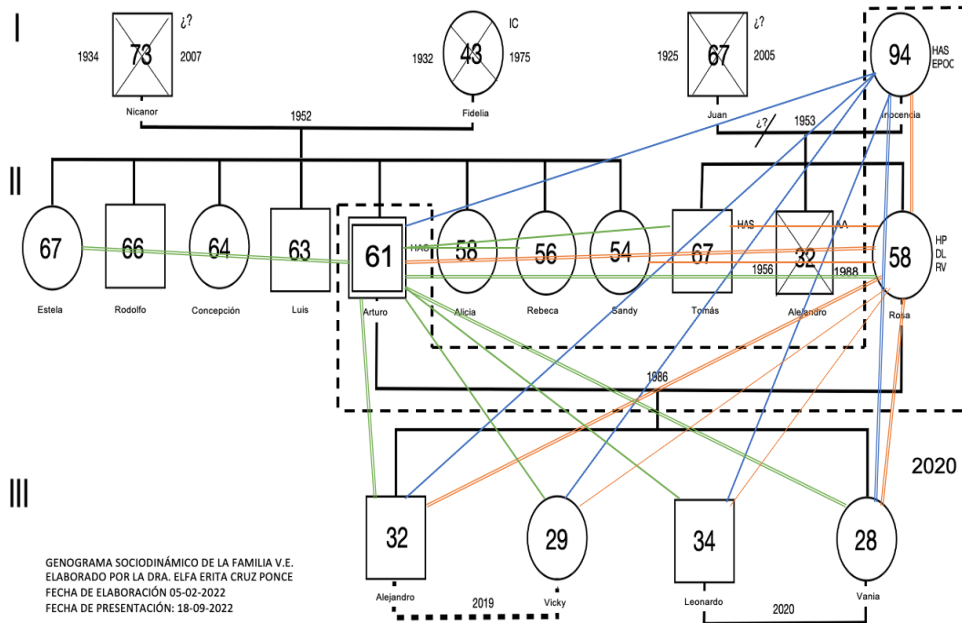 I
1934
73
¿?
2007
Nicanor
1932
43
IC
1975
Fidelia
1925
67
¿?
2005
Juan
94
HAS
EPOC
Inocencia
1952
¿?
1953
II
67
Estela
66
Rodolfo
64
Concepción
63
Luis
61
HAS
Arturo
58
Alicia
56
Rebeca
54
Sandy
67
HAS
Tomás
1956
32
AA
1988
Alejandro
58
HP
DL
RV
Rosa
1986
2020
III
32
Alejandro
29
Vicky
34
Leonardo
28
Vania
2019
2020
GENOGRAMA SOCIODINÁMICO DE LA FAMILIA V.E.
ELABORADO POR LA DRA. ELFA ERITA CRUZ PONCE
FECHA DE ELABORACIÓN 05-02-2022
FECHA DE PRESENTACIÓN: 18-09-2022